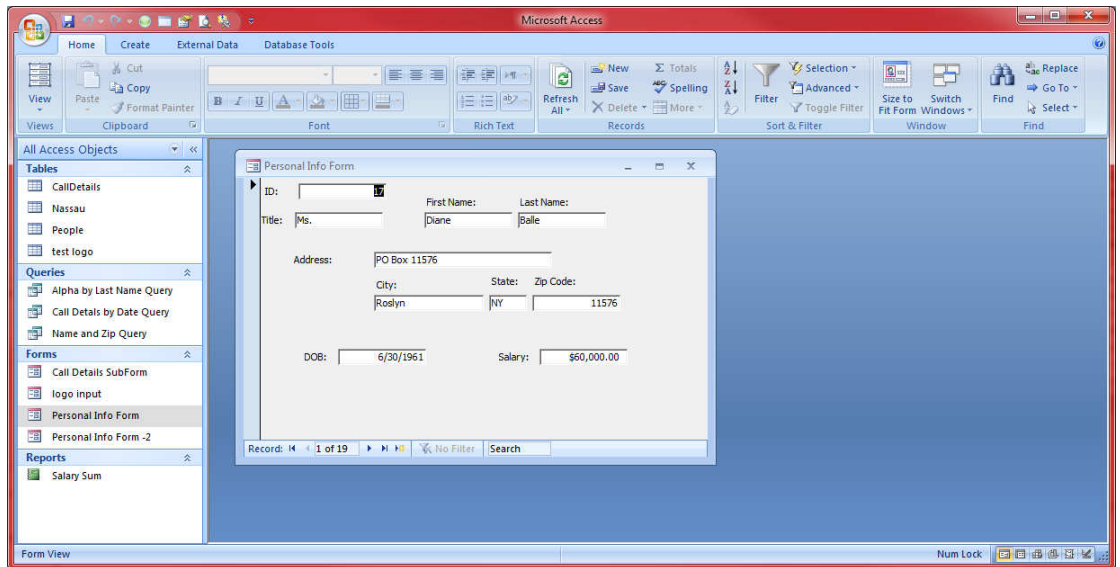 Microsoft Access
Home Create External Data Database Tools
View
Views
Paste
Cut
Copy
Format Painter
Clipboard
B I U A
Font
Rich Text
Refresh All
New
Save
Delete
Totals
Spelling
More
Records
Filter
Selection
Advanced
Toggle Filter
Sort & Filter
Size to Fit Form
Switch Windows
Window
Find
Replace
Go To
Select
Find
All Access Objects
Tables
CallDetails
Nassau
People
test logo
Queries
Alpha by Last Name Query
Call Detals by Date Query
Name and Zip Query
Forms
Call Details SubForm
logo input
Personal Info Form
Personal Info Form -2
Reports
Salary Sum
Personal Info Form
ID: 17
First Name: Last Name:
Title: Ms. Diane Balle
Address: PO Box 11576
City: State: Zip Code:
Roslyn NY 11576
DOB: 6/30/1961 Salary: $60,000.00
Record: 1 of 19 No Filter Search
Form View
Num Lock